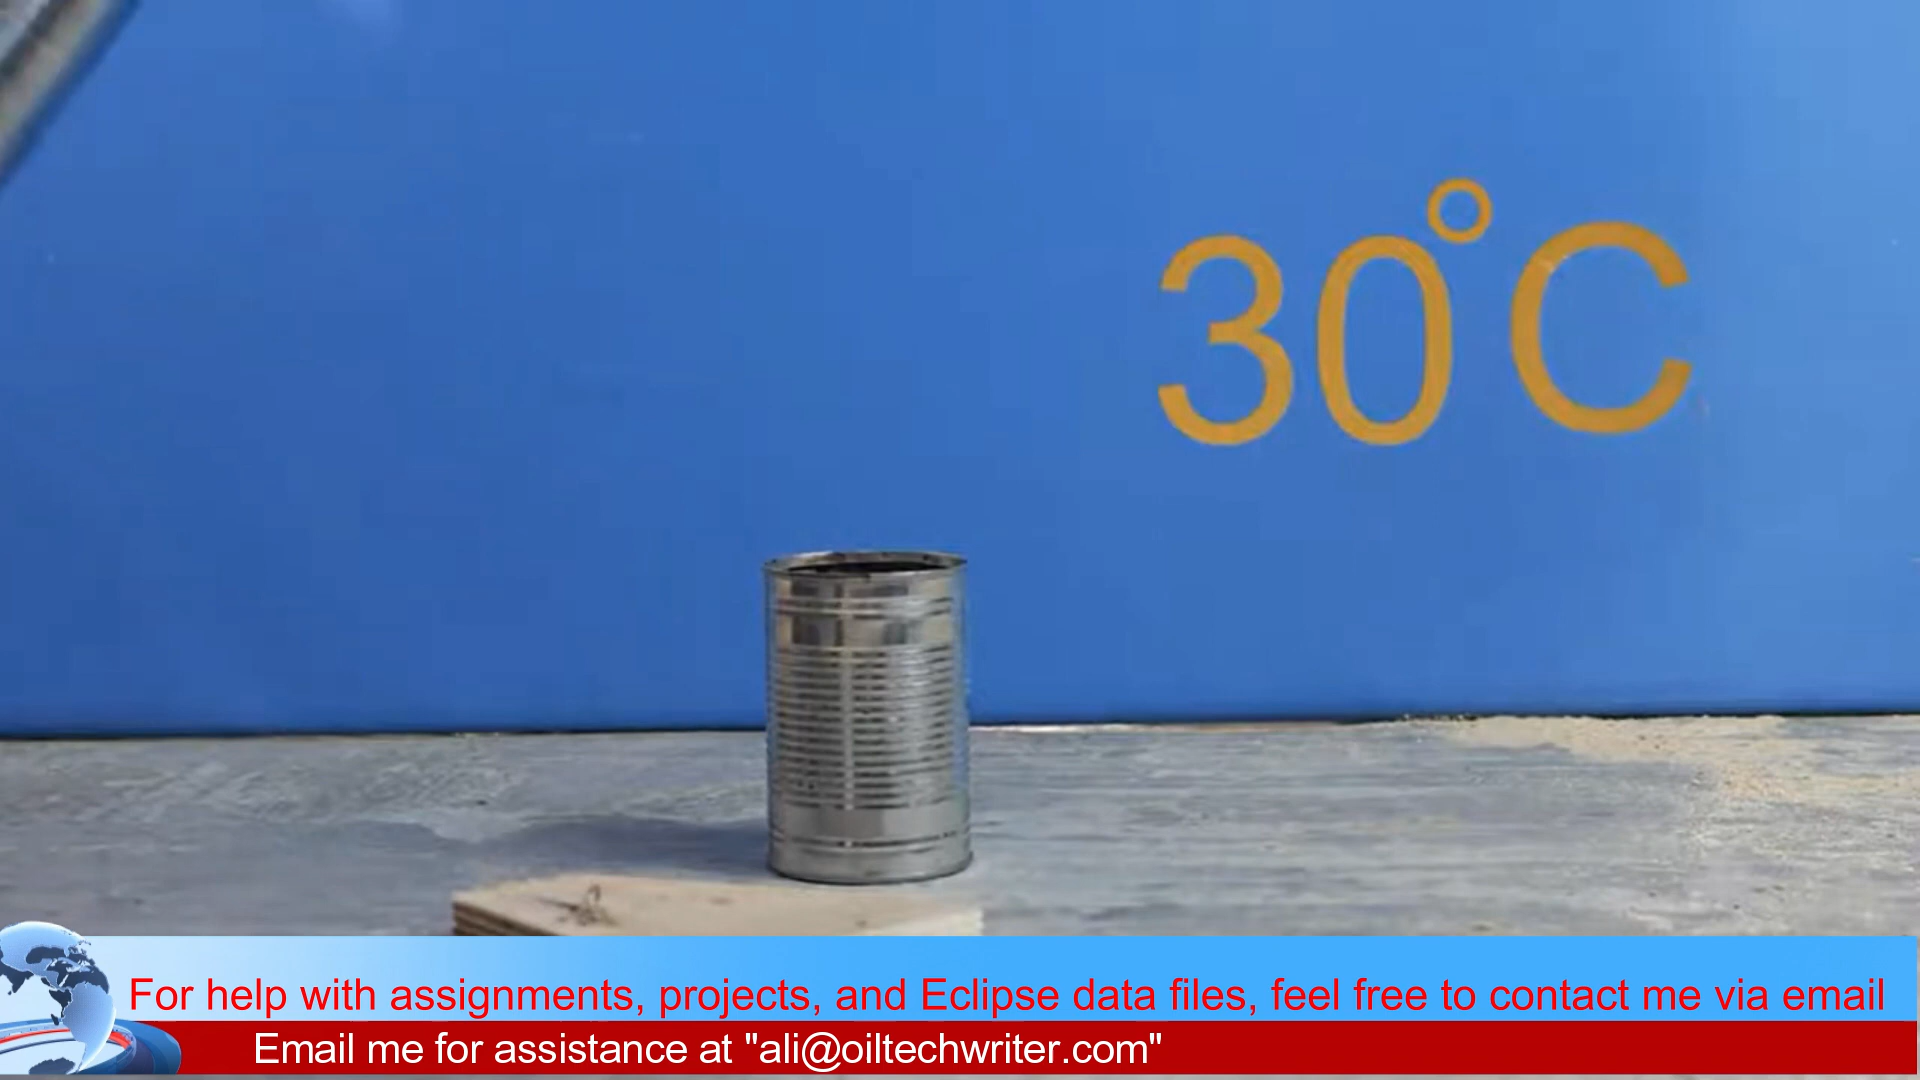 30°C
For help with assignments, projects, and Eclipse data files, feel free to contact me via email
Email me for assistance at "ali@oiltechwriter.com"